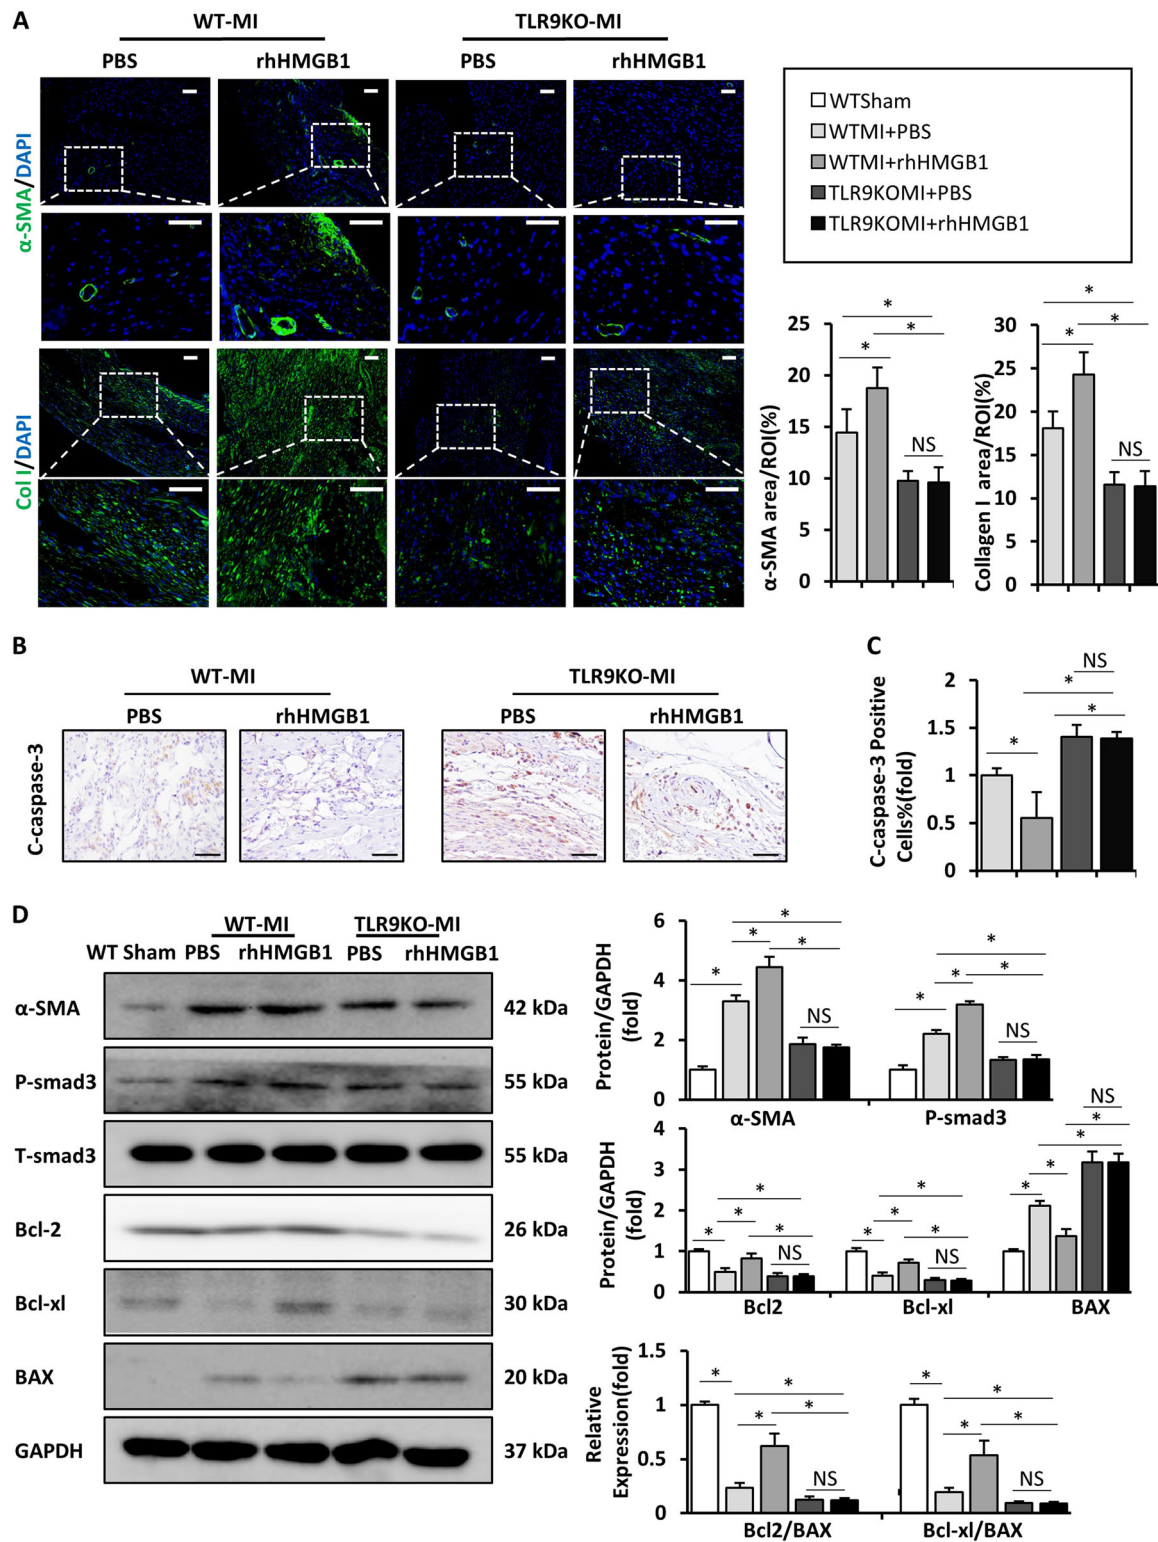 A
WT-MI
TLR9KO-MI
PBS
rhHMGB1
PBS
rhHMGB1
α-SMA/DAPI
Col I/DAPI
WTSham
WTMI+PBS
WTMI+rhHMGB1
TLR9KOMI+PBS
TLR9KOMI+rhHMGB1
α-SMA area/ROI(%)
25
20
15
10
5
0
*
*
*
NS
Collagen I area/ROI(%)
30
25
20
15
10
5
0
*
*
*
NS
B
WT-MI
TLR9KO-MI
PBS
rhHMGB1
PBS
rhHMGB1
C-caspase-3
C
C-caspase-3 Positive
Cells%(fold)
2
1.5
1
0.5
0
NS
*
*
*
D
WT-MI
TLR9KO-MI
WT Sham
PBS
rhHMGB1
PBS
rhHMGB1
α-SMA
42 kDa
P-smad3
55 kDa
T-smad3
55 kDa
Bcl-2
26 kDa
Bcl-xl
30 kDa
BAX
20 kDa
GAPDH
37 kDa
Protein/GAPDH
(fold)
6
4
2
0
*
*
*
*
NS
*
*
*
*
NS
α-SMA
P-smad3
Protein/GAPDH
(fold)
4
3
2
1
0
*
*
*
*
NS
*
*
*
*
NS
NS
*
*
*
*
Bcl2
Bcl-xl
BAX
Relative
Expression(fold)
1.5
1
0.5
0
*
*
*
*
NS
*
*
*
*
NS
Bcl2/BAX
Bcl-xl/BAX